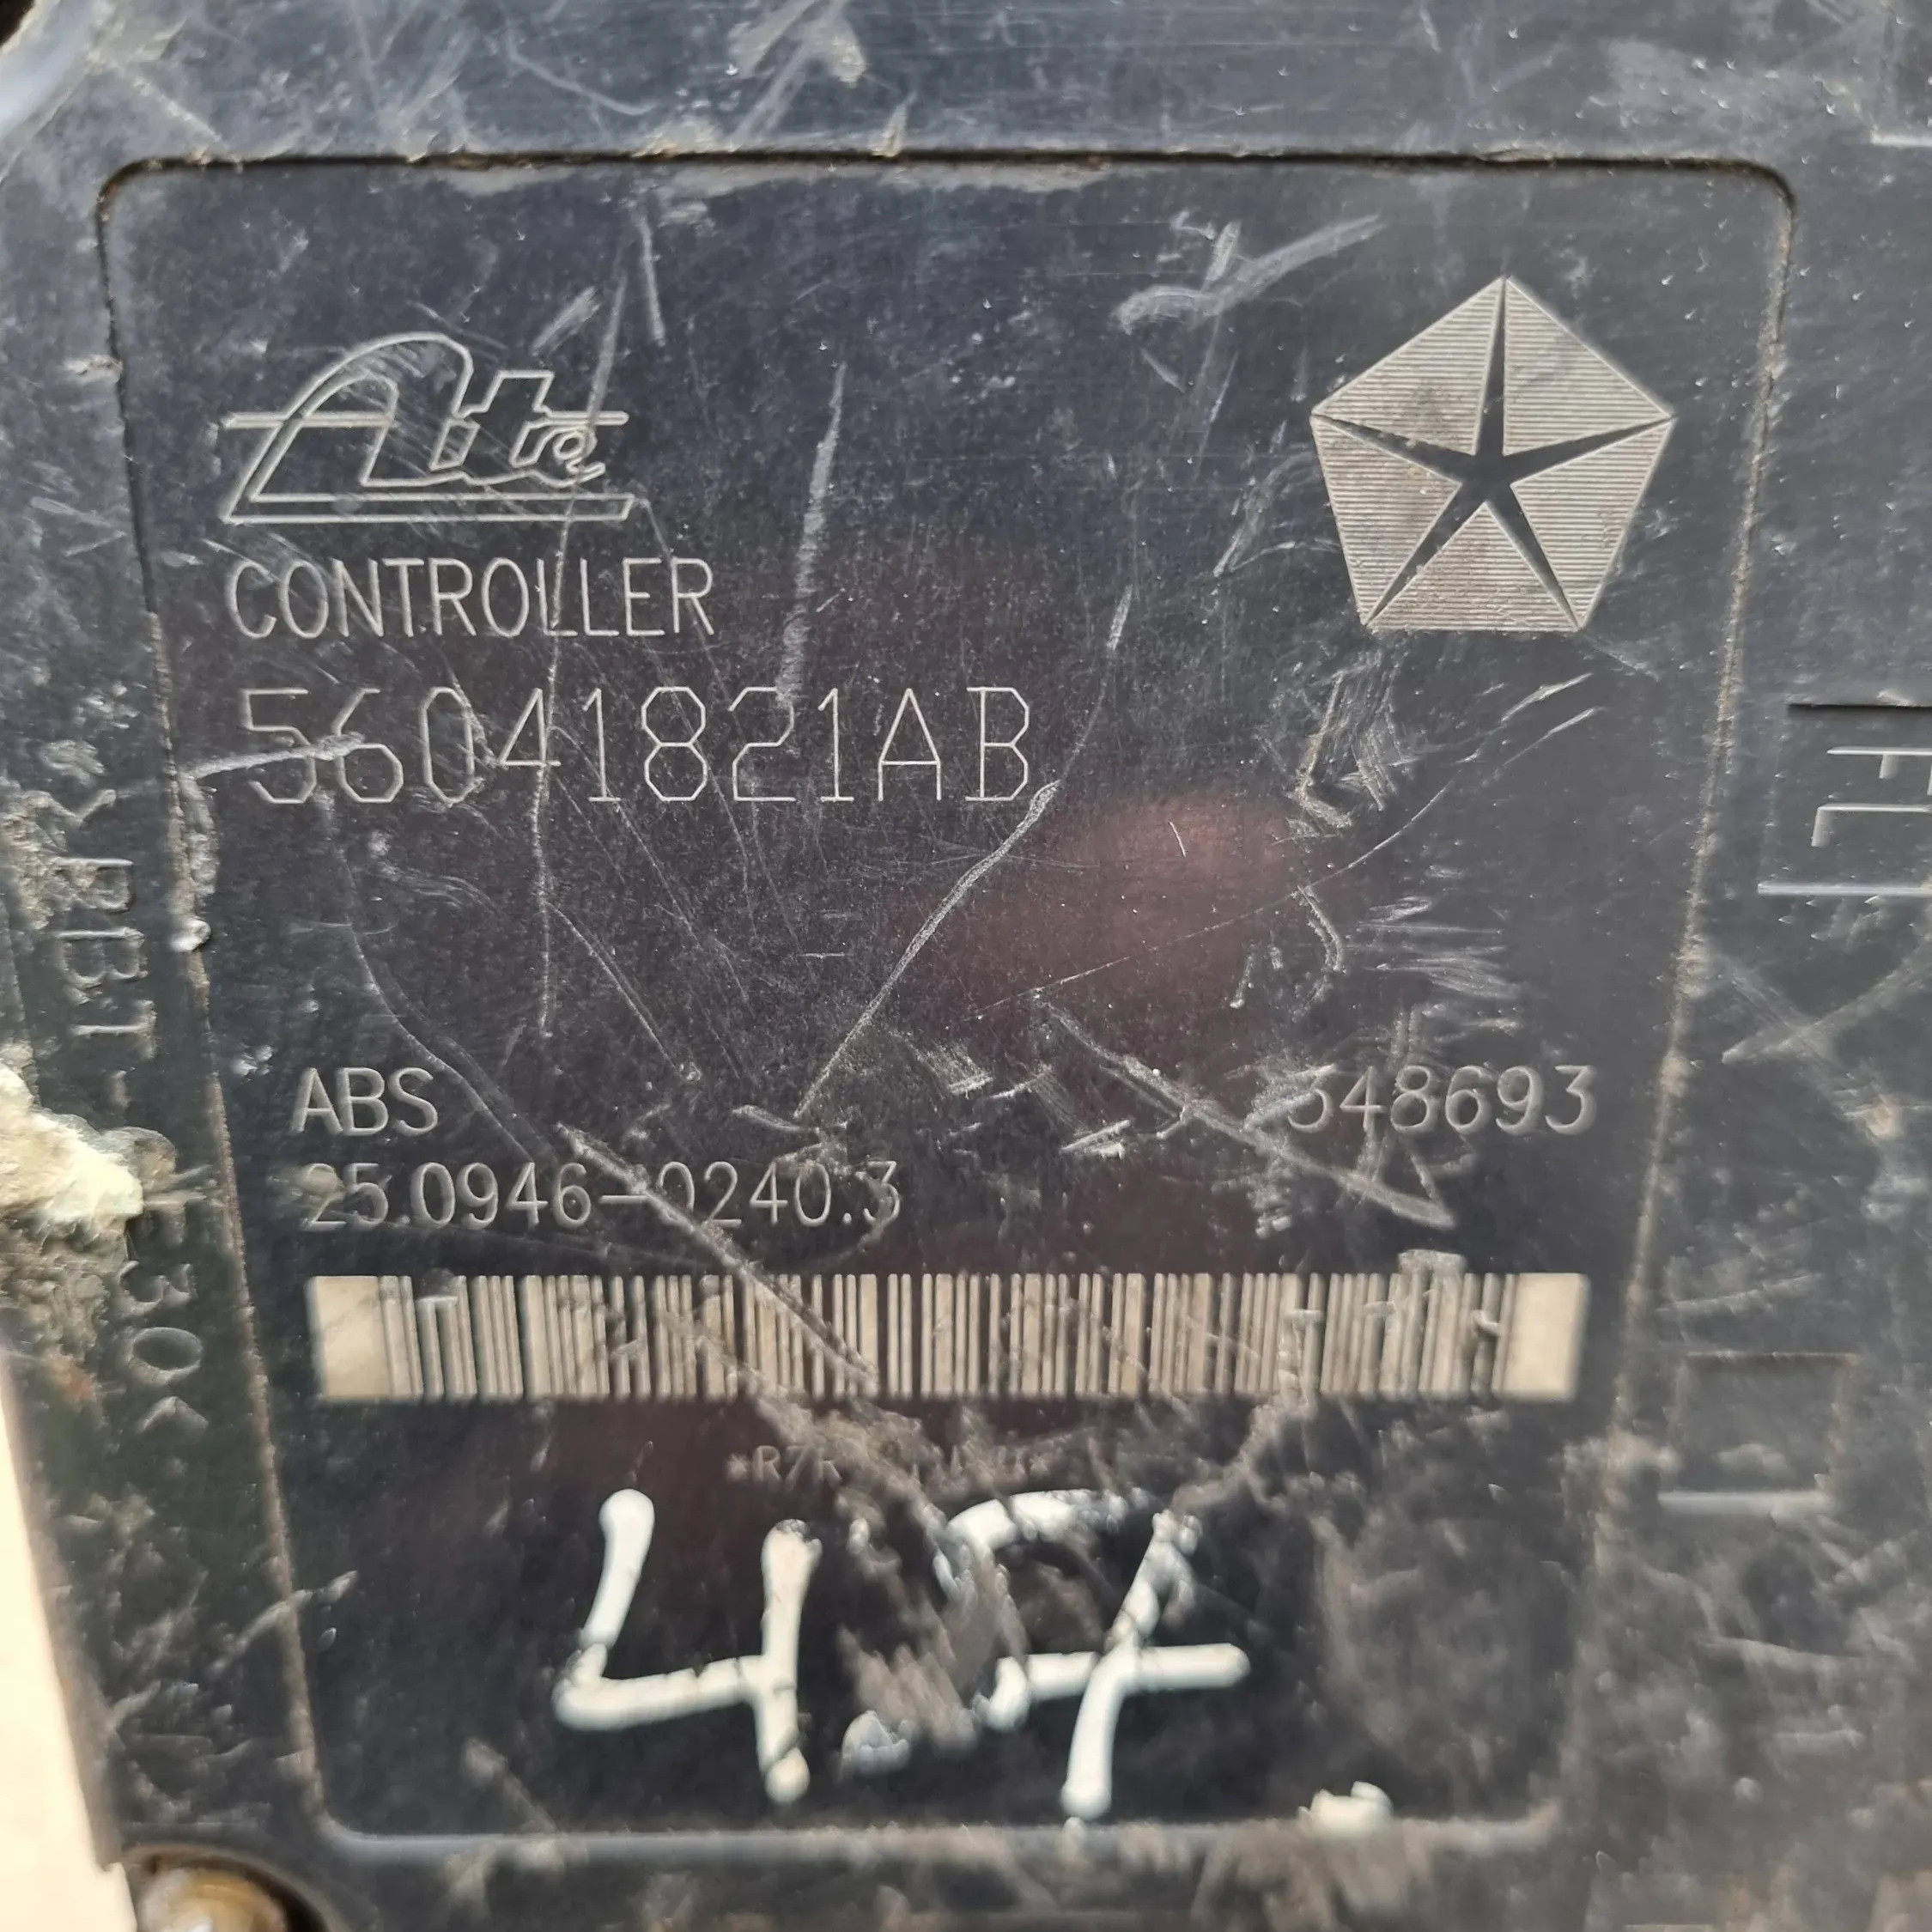 Ate
CONTROLLER
56041821AB
ABS
348693
25.0946-0240.3
4.7